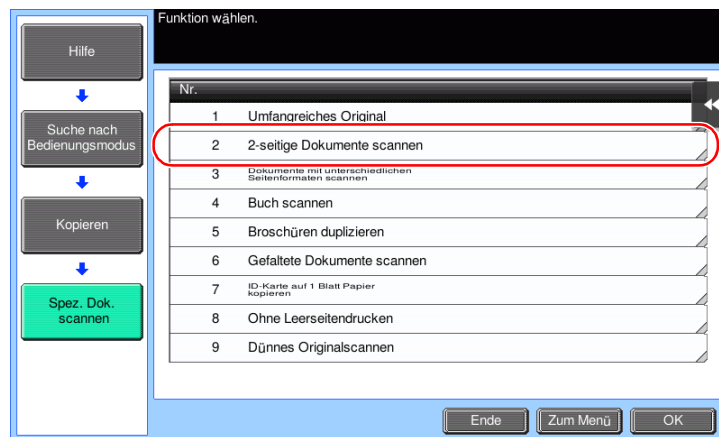 Funktion wählen.
Hilfe
Suche nach
Bedienungsmodus
Kopieren
Spez. Dok.
scannen
Nr.
1 Umfangreiches Original
2 2-seitige Dokumente scannen
3 Dokumente mit unterschiedlichen
Seitenformaten scannen
4 Buch scannen
5 Broschüren duplizieren
6 Gefaltete Dokumente scannen
7 ID-Karte auf 1 Blatt Papier
kopieren
8 Ohne Leerseitendrucken
9 Dünnes Originalscannen
Ende
Zum Menü
OK